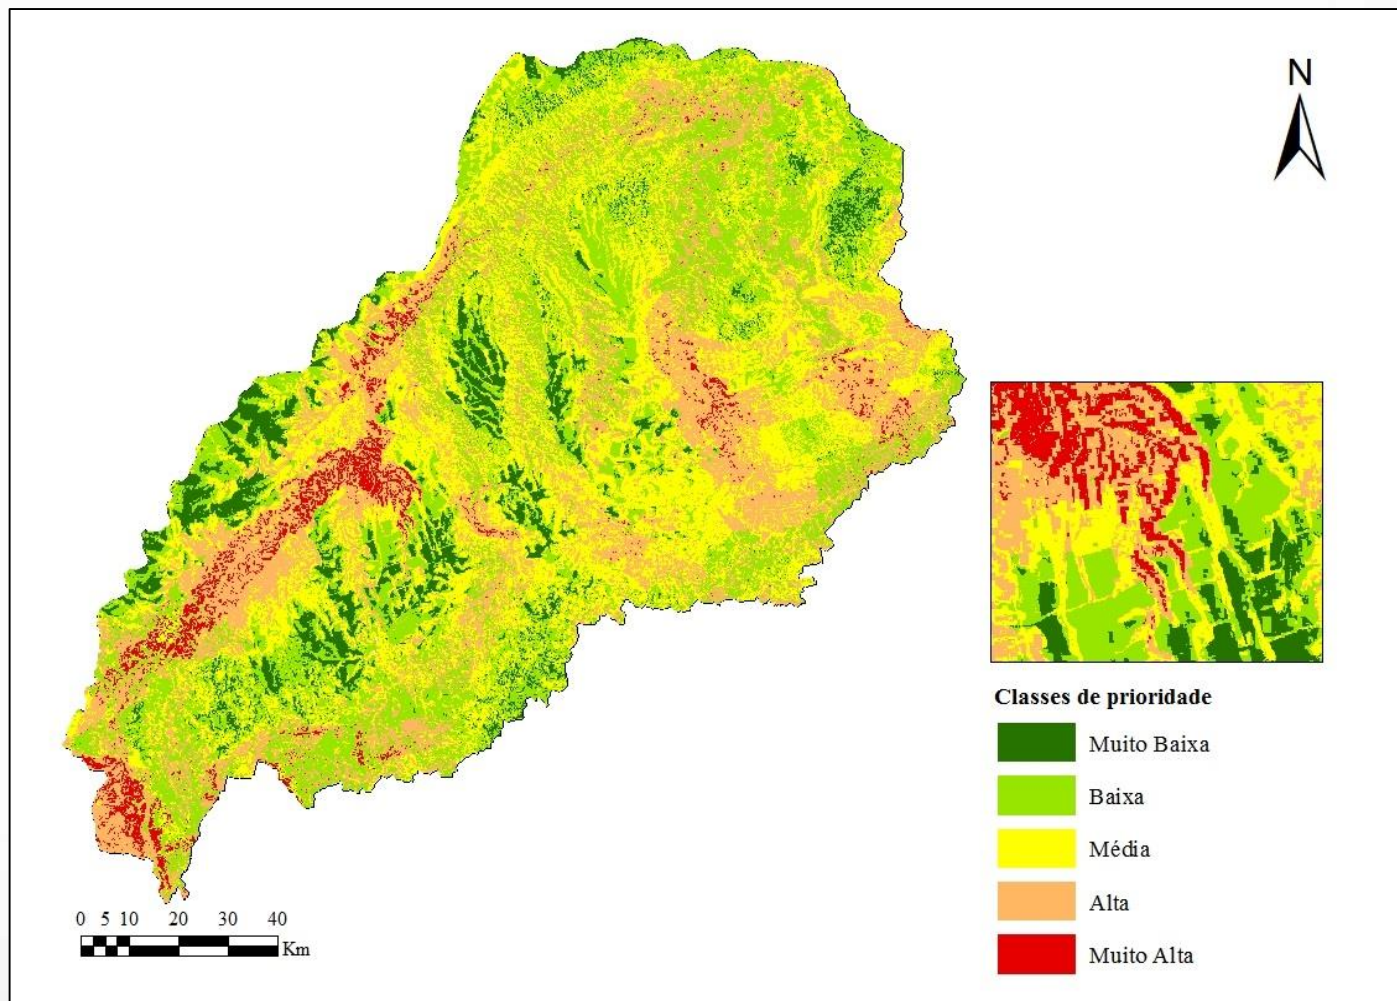 N
Classes de prioridade
Muito Baixa
Baixa
Média
Alta
Muito Alta
0 5 10 20 30 40
Km